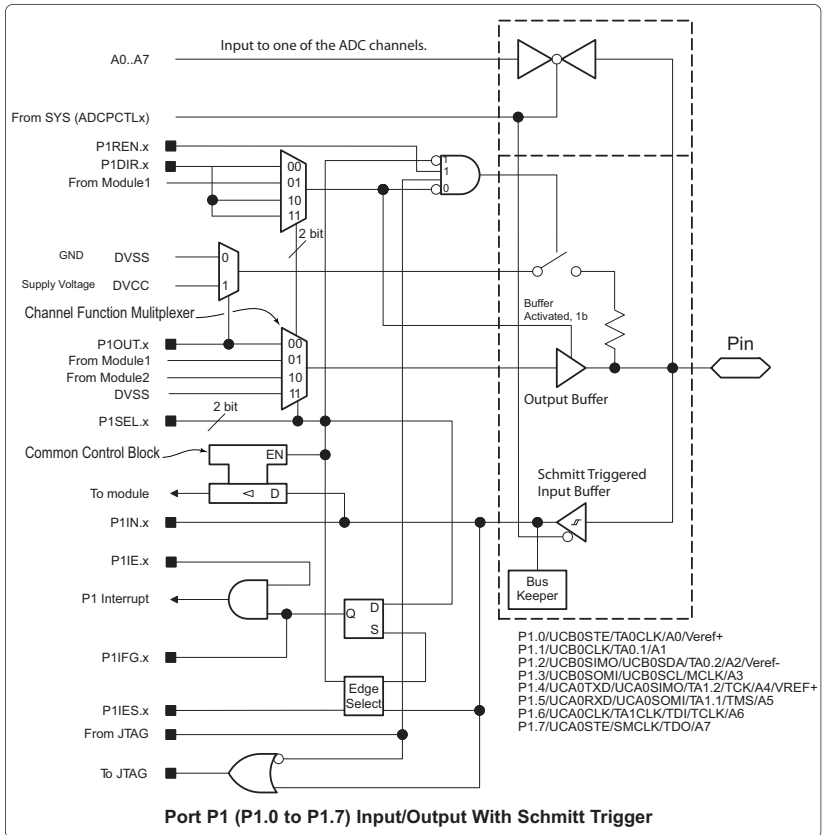 Input to one of the ADC channels.
A0..A7
From SYS (ADCPCTLx)
P1REN.x
P1DIR.x
From Module1
00
01
10
11
1
1
0
2 bit
GND DVSS
0
Supply Voltage DVCC
1
Channel Function Mulitplexer
Buffer
Activated, 1b
P1OUT.x
From Module1
From Module2
DVSS
00
01
10
11
Output Buffer
Pin
P1SEL.x
2 bit
Common Control Block
EN
D
To module
Schmitt Triggered
Input Buffer
P1IN.x
Bus
Keeper
P1IE.x
P1 Interrupt
Q
D
S
P1IFG.x
Edge
Select
P1IES.x
From JTAG
To JTAG
P1.0/UCB0STE/TA0CLK/A0/Veref+
P1.1/UCB0CLK/TA0.1/A1
P1.2/UCB0SIMO/UCB0SDA/TA0.2/A2/Veref-
P1.3/UCB0SOMI/UCB0SCL/MCLK/A3
P1.4/UCA0TXD/UCA0SIMO/TA1.2/TCK/A4/VREF+
P1.5/UCA0RXD/UCA0SOMI/TA1.1/TMS/A5
P1.6/UCA0CLK/TA1CLK/TDI/TCLK/A6
P1.7/UCA0STE/SMCLK/TDO/A7
Port P1 (P1.0 to P1.7) Input/Output With Schmitt Trigger